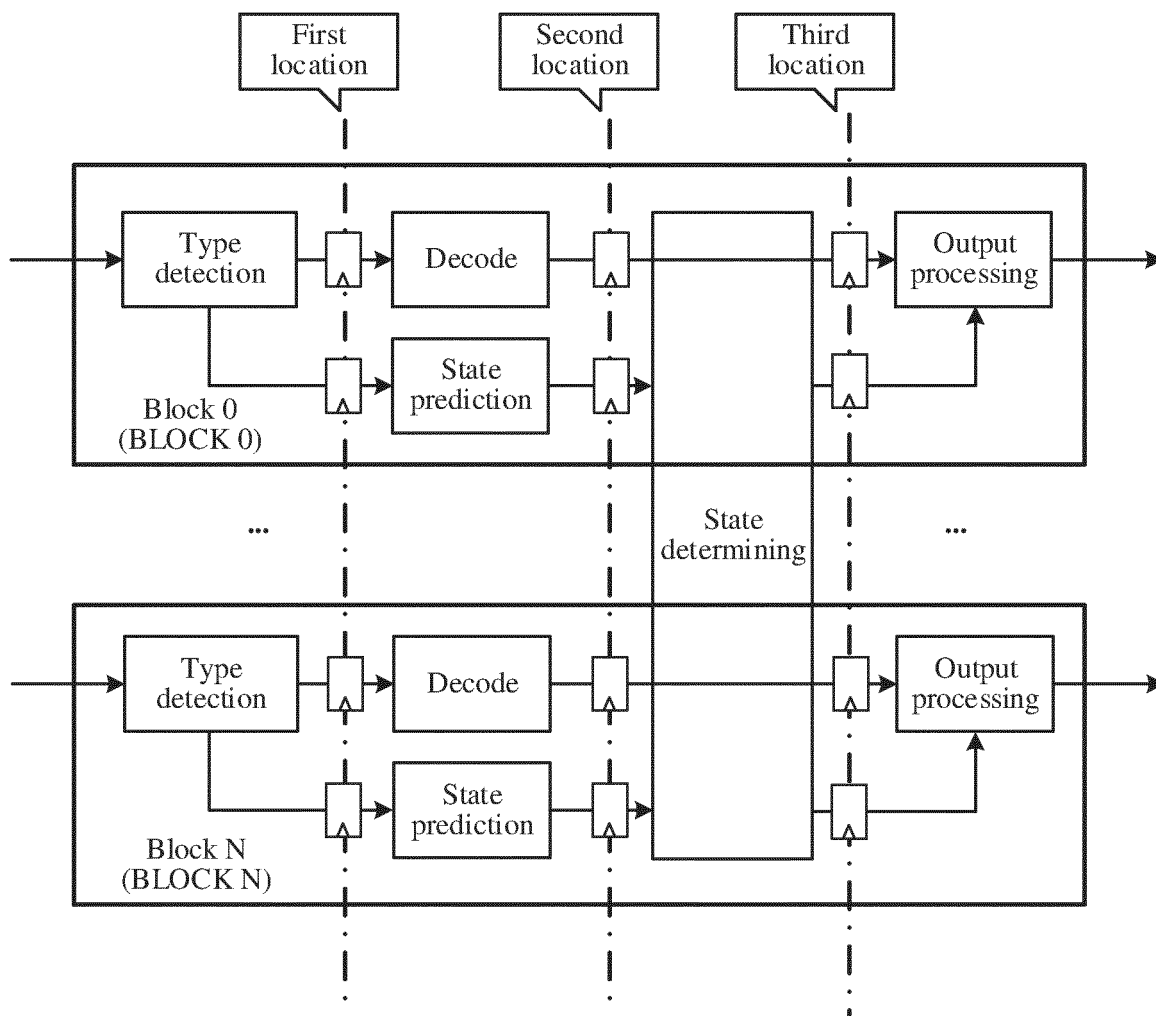 First
location
Second
location
Third
location
Type
detection
Decode
Output
processing
State
prediction
Block 0
(BLOCK 0)
...
State
determining
...
Type
detection
Decode
Output
processing
State
prediction
Block N
(BLOCK N)